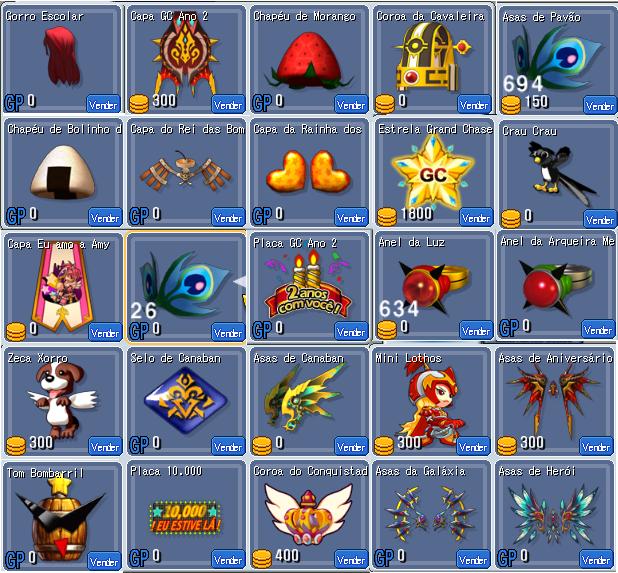 Gorro Escolar
GP 0 Vender
Capa GC Ano 2
300 Vender
Chapéu de Morango
GP 0 Vender
Coroa da Cavaleira
0 Vender
Asas de Pavão
694
150 Vender
Chapéu de Bolinho d
GP 0 Vender
Capa do Rei das Bom
GP 0 Vender
Capa da Rainha dos
GP 0 Vender
Estrela Grand Chase
GC
1800 Vender
Crau Crau
0 Vender
Capa Eu amo a Amy
0 Vender
26
GP 0 Vender
Placa GC Ano 2
2 anos
com você!
GP 0 Vender
Anel da Luz
634
GP 0 Vender
Anel da Arqueira Me
GP 0 Vender
Zeca Xorro
300 Vender
Selo de Canaban
GP 0 Vender
Asas de Canaban
0 Vender
Mini Lothos
300 Vender
Asas de Aniversário
300 Vender
Tom Bombarril
GP 0 Vender
Placa 10.000
10,000
! EU ESTIVE LÁ !
GP 0 Vender
Coroa do Conquistad
400 Vender
Asas da Galáxia
GP 0 Vender
Asas de Herói
GP 0 Vender